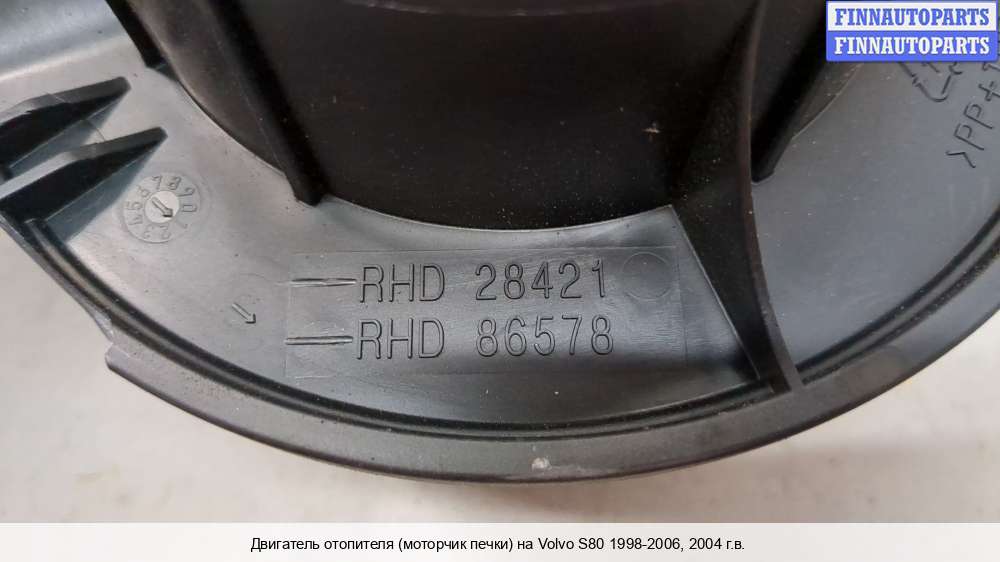 FINNAUTOPARTS
FINNAUTOPARTS
RHD 28421
RHD 86578
Двигатель отопителя (моторчик печки) на Volvo S80 1998-2006, 2004 г.в.